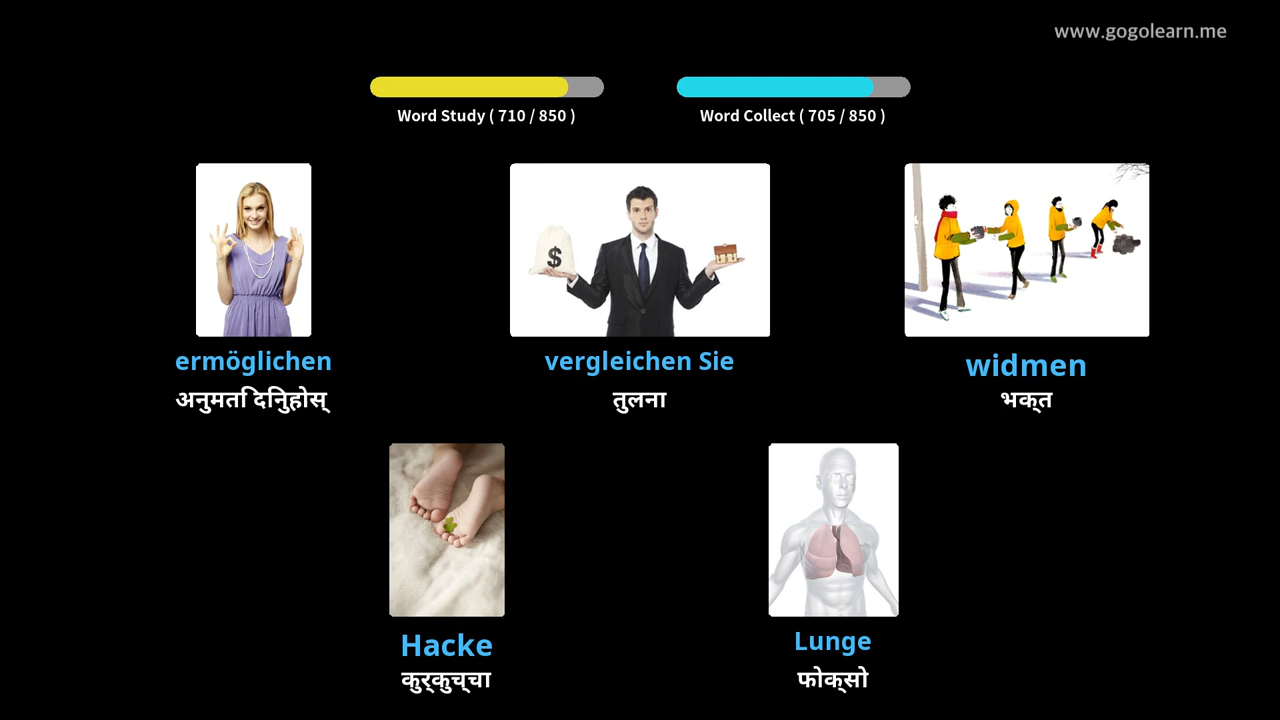 www.gogolearn.me
Word Study ( 710 / 850 )
Word Collect ( 705 / 850 )
ermöglichen
अनुमति दिनुहोस्
vergleichen Sie
तुलना
widmen
भक्त
Hacke
कुर्कुच्चा
Lunge
फोक्सो